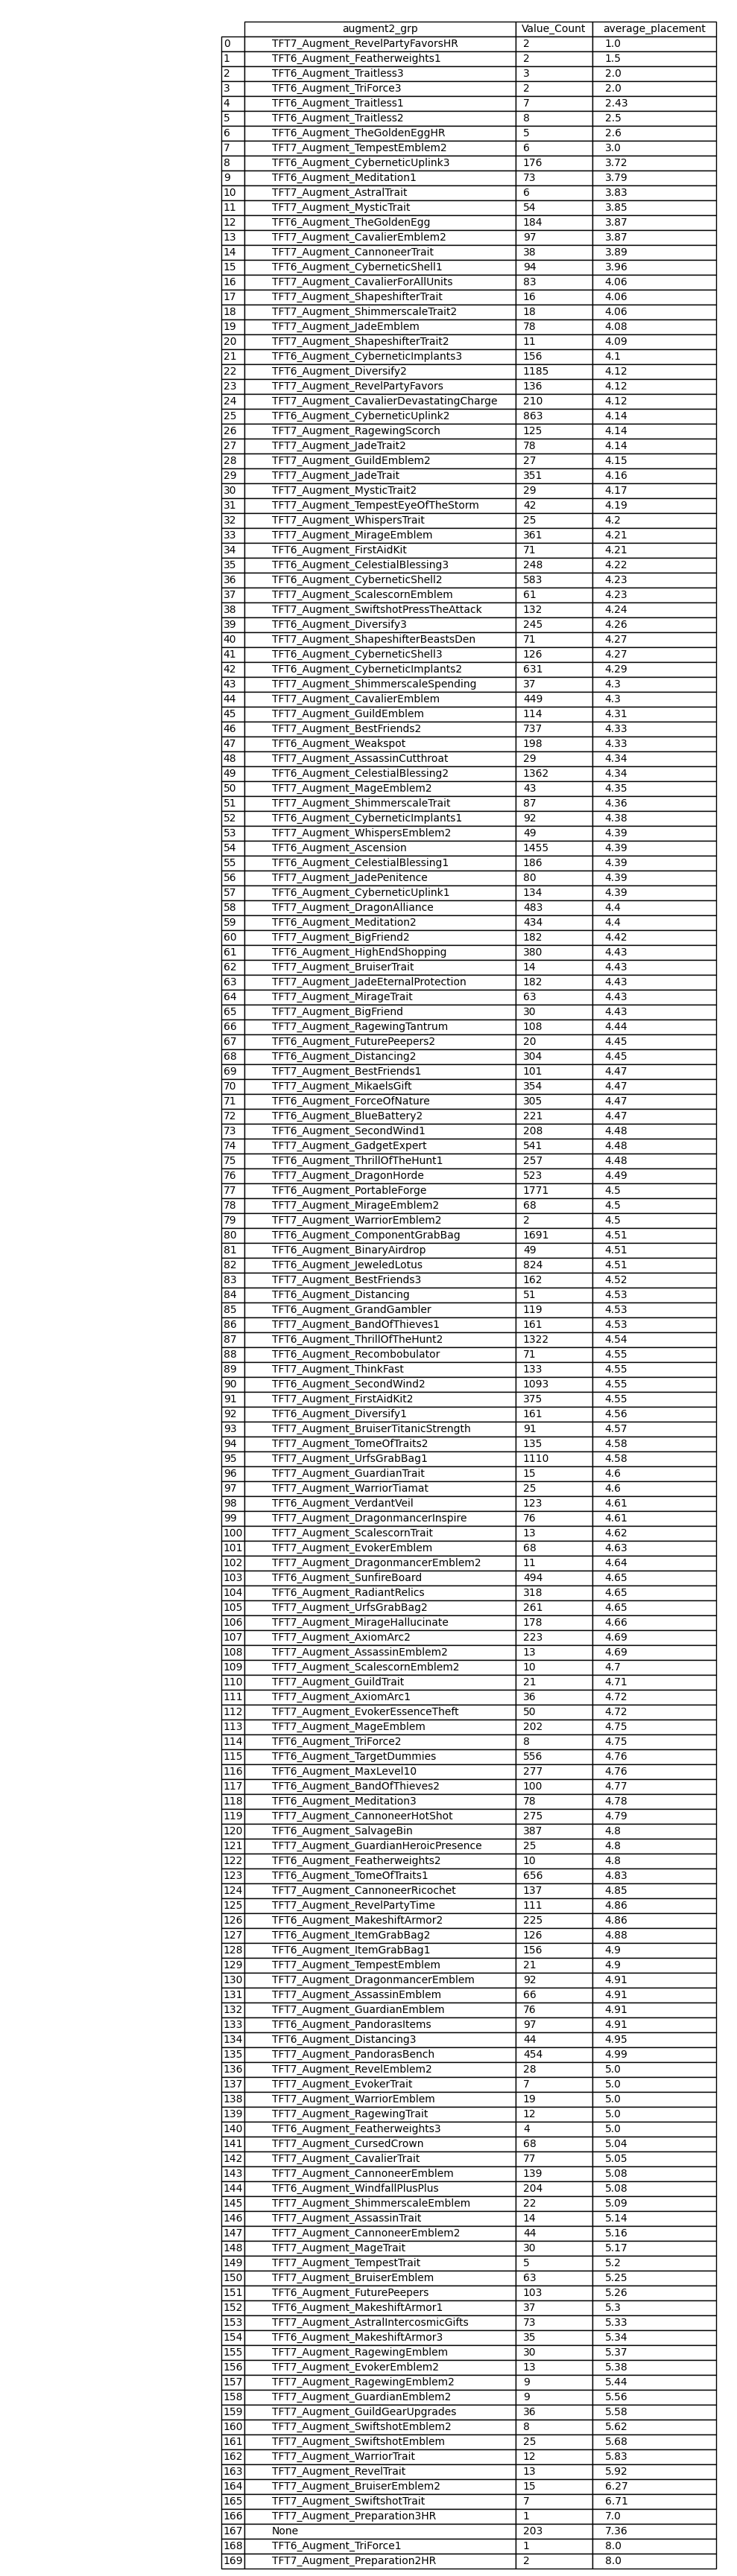 augment2_grp Value_Count average_placement
0 TFT7_Augment_RevelPartyFavorsHR 2 1.0
1 TFT6_Augment_Featherweights1 2 1.5
2 TFT6_Augment_Traitless3 3 2.0
3 TFT6_Augment_TriForce3 2 2.0
4 TFT6_Augment_Traitless1 7 2.43
5 TFT6_Augment_Traitless2 8 2.5
6 TFT6_Augment_TheGoldenEggHR 5 2.6
7 TFT7_Augment_TempestEmblem2 6 3.0
8 TFT6_Augment_CyberneticUplink3 176 3.72
9 TFT6_Augment_Meditation1 73 3.79
10 TFT7_Augment_AstralTrait 6 3.83
11 TFT7_Augment_MysticTrait 54 3.85
12 TFT6_Augment_TheGoldenEgg 184 3.87
13 TFT7_Augment_CavalierEmblem2 97 3.87
14 TFT7_Augment_CannoneerTrait 38 3.89
15 TFT6_Augment_CyberneticShell1 94 3.96
16 TFT7_Augment_CavalierForAllUnits 83 4.06
17 TFT7_Augment_ShapeshifterTrait 16 4.06
18 TFT7_Augment_ShimmerscaleTrait2 18 4.06
19 TFT7_Augment_JadeEmblem 78 4.08
20 TFT7_Augment_ShapeshifterTrait2 11 4.09
21 TFT6_Augment_CyberneticImplants3 156 4.1
22 TFT6_Augment_Diversify2 1185 4.12
23 TFT7_Augment_RevelPartyFavors 136 4.12
24 TFT7_Augment_CavalierDevastatingCharge 210 4.12
25 TFT6_Augment_CyberneticUplink2 863 4.14
26 TFT7_Augment_RagewingScorch 125 4.14
27 TFT7_Augment_JadeTrait2 78 4.14
28 TFT7_Augment_GuildEmblem2 27 4.15
29 TFT7_Augment_JadeTrait 351 4.16
30 TFT7_Augment_MysticTrait2 29 4.17
31 TFT7_Augment_TempestEyeOfTheStorm 42 4.19
32 TFT7_Augment_WhispersTrait 25 4.2
33 TFT7_Augment_MirageEmblem 361 4.21
34 TFT6_Augment_FirstAidKit 71 4.21
35 TFT6_Augment_CelestialBlessing3 248 4.22
36 TFT6_Augment_CyberneticShell2 583 4.23
37 TFT7_Augment_ScalescornEmblem 61 4.23
38 TFT7_Augment_SwiftshotPressTheAttack 132 4.24
39 TFT6_Augment_Diversify3 245 4.26
40 TFT7_Augment_ShapeshifterBeastsDen 71 4.27
41 TFT6_Augment_CyberneticShell3 126 4.27
42 TFT6_Augment_CyberneticImplants2 631 4.29
43 TFT7_Augment_ShimmerscaleSpending 37 4.3
44 TFT7_Augment_CavalierEmblem 449 4.3
45 TFT7_Augment_GuildEmblem 114 4.31
46 TFT7_Augment_BestFriends2 737 4.33
47 TFT6_Augment_Weakspot 198 4.33
48 TFT7_Augment_AssassinCutthroat 29 4.34
49 TFT6_Augment_CelestialBlessing2 1362 4.34
50 TFT7_Augment_MageEmblem2 43 4.35
51 TFT7_Augment_ShimmerscaleTrait 87 4.36
52 TFT6_Augment_CyberneticImplants1 92 4.38
53 TFT7_Augment_WhispersEmblem2 49 4.39
54 TFT6_Augment_Ascension 1455 4.39
55 TFT6_Augment_CelestialBlessing1 186 4.39
56 TFT7_Augment_JadePenitence 80 4.39
57 TFT6_Augment_CyberneticUplink1 134 4.39
58 TFT7_Augment_DragonAlliance 483 4.4
59 TFT6_Augment_Meditation2 434 4.4
60 TFT7_Augment_BigFriend2 182 4.42
61 TFT6_Augment_HighEndShopping 380 4.43
62 TFT7_Augment_BruiserTrait 14 4.43
63 TFT7_Augment_JadeEternalProtection 182 4.43
64 TFT7_Augment_MirageTrait 63 4.43
65 TFT7_Augment_BigFriend 30 4.43
66 TFT7_Augment_RagewingTantrum 108 4.44
67 TFT6_Augment_FuturePeepers2 20 4.45
68 TFT6_Augment_Distancing2 304 4.45
69 TFT7_Augment_BestFriends1 101 4.47
70 TFT7_Augment_MikaelsGift 354 4.47
71 TFT6_Augment_ForceOfNature 305 4.47
72 TFT6_Augment_BlueBattery2 221 4.47
73 TFT6_Augment_SecondWind1 208 4.48
74 TFT7_Augment_GadgetExpert 541 4.48
75 TFT6_Augment_ThrillOfTheHunt1 257 4.48
76 TFT7_Augment_DragonHorde 523 4.49
77 TFT6_Augment_PortableForge 1771 4.5
78 TFT7_Augment_MirageEmblem2 68 4.5
79 TFT7_Augment_WarriorEmblem2 2 4.5
80 TFT6_Augment_ComponentGrabBag 1691 4.51
81 TFT6_Augment_BinaryAirdrop 49 4.51
82 TFT6_Augment_JeweledLotus 824 4.51
83 TFT7_Augment_BestFriends3 162 4.52
84 TFT6_Augment_Distancing 51 4.53
85 TFT6_Augment_GrandGambler 119 4.53
86 TFT7_Augment_BandOfThieves1 161 4.53
87 TFT6_Augment_ThrillOfTheHunt2 1322 4.54
88 TFT6_Augment_Recombobulator 71 4.55
89 TFT7_Augment_ThinkFast 133 4.55
90 TFT6_Augment_SecondWind2 1093 4.55
91 TFT7_Augment_FirstAidKit2 375 4.55
92 TFT6_Augment_Diversify1 161 4.56
93 TFT7_Augment_BruiserTitanicStrength 91 4.57
94 TFT7_Augment_TomeOfTraits2 135 4.58
95 TFT7_Augment_UrfsGrabBag1 1110 4.58
96 TFT7_Augment_GuardianTrait 15 4.6
97 TFT7_Augment_WarriorTiamat 25 4.6
98 TFT6_Augment_VerdantVeil 123 4.61
99 TFT7_Augment_DragonmancerInspire 76 4.61
100 TFT7_Augment_ScalescornTrait 13 4.62
101 TFT7_Augment_EvokerEmblem 68 4.63
102 TFT7_Augment_DragonmancerEmblem2 11 4.64
103 TFT6_Augment_SunfireBoard 494 4.65
104 TFT6_Augment_RadiantRelics 318 4.65
105 TFT7_Augment_UrfsGrabBag2 261 4.65
106 TFT7_Augment_MirageHallucinate 178 4.66
107 TFT7_Augment_AxiomArc2 223 4.69
108 TFT7_Augment_AssassinEmblem2 13 4.69
109 TFT7_Augment_ScalescornEmblem2 10 4.7
110 TFT7_Augment_GuildTrait 21 4.71
111 TFT7_Augment_AxiomArc1 36 4.72
112 TFT7_Augment_EvokerEssenceTheft 50 4.72
113 TFT7_Augment_MageEmblem 202 4.75
114 TFT6_Augment_TriForce2 8 4.75
115 TFT6_Augment_TargetDummies 556 4.76
116 TFT6_Augment_MaxLevel10 277 4.76
117 TFT7_Augment_BandOfThieves2 100 4.77
118 TFT6_Augment_Meditation3 78 4.78
119 TFT7_Augment_CannoneerHotShot 275 4.79
120 TFT6_Augment_SalvageBin 387 4.8
121 TFT7_Augment_GuardianHeroicPresence 25 4.8
122 TFT6_Augment_Featherweights2 10 4.8
123 TFT6_Augment_TomeOfTraits1 656 4.83
124 TFT7_Augment_CannoneerRicochet 137 4.85
125 TFT7_Augment_RevelPartyTime 111 4.86
126 TFT6_Augment_MakeshiftArmor2 225 4.86
127 TFT6_Augment_ItemGrabBag2 126 4.88
128 TFT6_Augment_ItemGrabBag1 156 4.9
129 TFT7_Augment_TempestEmblem 21 4.9
130 TFT7_Augment_DragonmancerEmblem 92 4.91
131 TFT7_Augment_AssassinEmblem 66 4.91
132 TFT7_Augment_GuardianEmblem 76 4.91
133 TFT6_Augment_PandorasItems 97 4.91
134 TFT6_Augment_Distancing3 44 4.95
135 TFT7_Augment_PandorasBench 454 4.99
136 TFT7_Augment_RevelEmblem2 28 5.0
137 TFT7_Augment_EvokerTrait 7 5.0
138 TFT7_Augment_WarriorEmblem 19 5.0
139 TFT7_Augment_RagewingTrait 12 5.0
140 TFT6_Augment_Featherweights3 4 5.0
141 TFT7_Augment_CursedCrown 68 5.04
142 TFT7_Augment_CavalierTrait 77 5.05
143 TFT7_Augment_CannoneerEmblem 139 5.08
144 TFT6_Augment_WindfallPlusPlus 204 5.08
145 TFT7_Augment_ShimmerscaleEmblem 22 5.09
146 TFT7_Augment_AssassinTrait 14 5.14
147 TFT7_Augment_CannoneerEmblem2 44 5.16
148 TFT7_Augment_MageTrait 30 5.17
149 TFT7_Augment_TempestTrait 5 5.2
150 TFT7_Augment_BruiserEmblem 63 5.25
151 TFT6_Augment_FuturePeepers 103 5.26
152 TFT6_Augment_MakeshiftArmor1 37 5.3
153 TFT7_Augment_AstralIntercosmicGifts 73 5.33
154 TFT6_Augment_MakeshiftArmor3 35 5.34
155 TFT7_Augment_RagewingEmblem 30 5.37
156 TFT7_Augment_EvokerEmblem2 13 5.38
157 TFT7_Augment_RagewingEmblem2 9 5.44
158 TFT7_Augment_GuardianEmblem2 9 5.56
159 TFT7_Augment_GuildGearUpgrades 36 5.58
160 TFT7_Augment_SwiftshotEmblem2 8 5.62
161 TFT7_Augment_SwiftshotEmblem 25 5.68
162 TFT7_Augment_WarriorTrait 12 5.83
163 TFT7_Augment_RevelTrait 13 5.92
164 TFT7_Augment_BruiserEmblem2 15 6.27
165 TFT7_Augment_SwiftshotTrait 7 6.71
166 TFT7_Augment_Preparation3HR 1 7.0
167 None 203 7.36
168 TFT6_Augment_TriForce1 1 8.0
169 TFT7_Augment_Preparation2HR 2 8.0